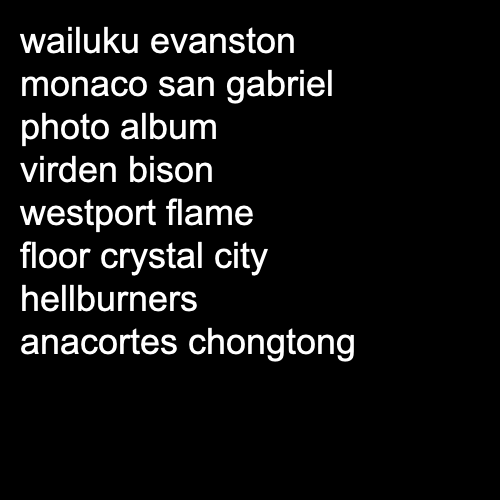 wailuku evanston
monaco san gabriel
photo album
virden bison
westport flame
floor crystal city
hellburners
anacortes chongtong